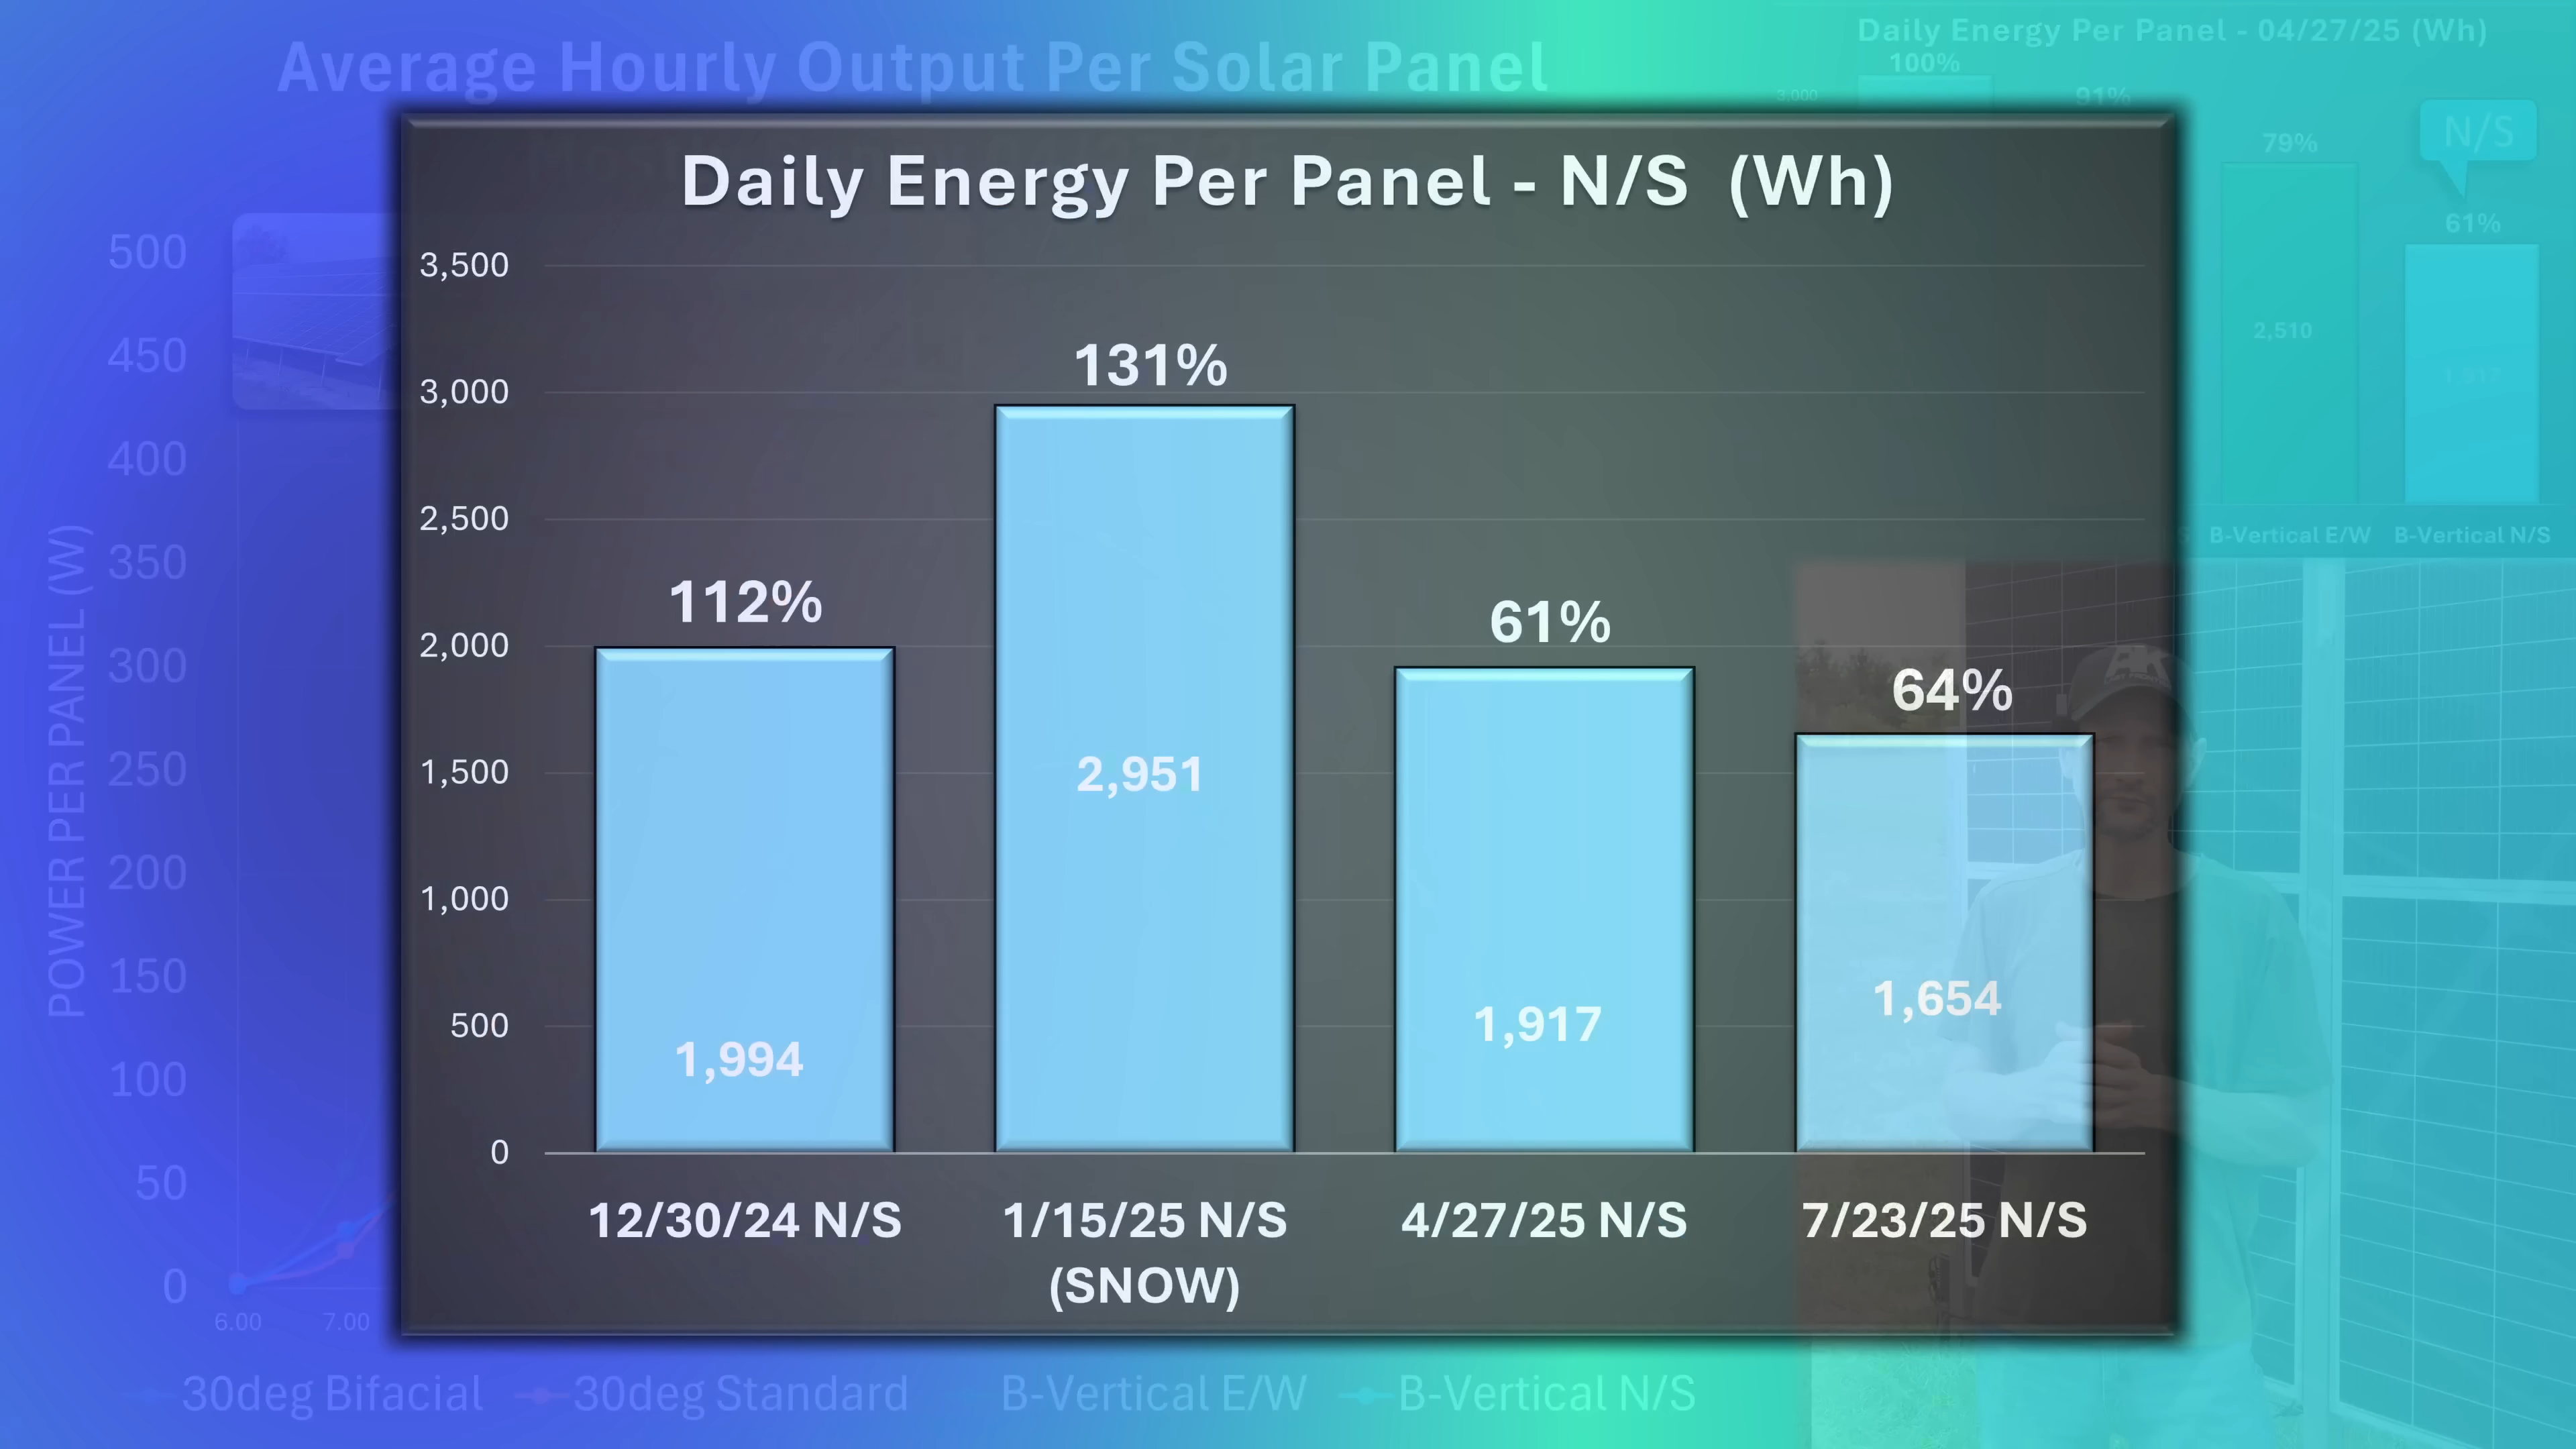 Average Hourly Output Per Solar Panel
Daily Energy Per Panel - 04/27/25 (Wh)
100%
3,000
91%
79%
N/S
61%
2,510
1,917
B-Vertical E/W
B-Vertical N/S
POWER PER PANEL (W)
500
450
400
350
300
250
200
150
100
50
0
6.00
7.00
30deg Bifacial
30deg Standard
B-Vertical E/W
B-Vertical N/S
Daily Energy Per Panel - N/S (Wh)
3,500
3,000
2,500
2,000
1,500
1,000
500
0
112%
131%
61%
64%
1,994
2,951
1,917
1,654
12/30/24 N/S
1/15/25 N/S
(SNOW)
4/27/25 N/S
7/23/25 N/S